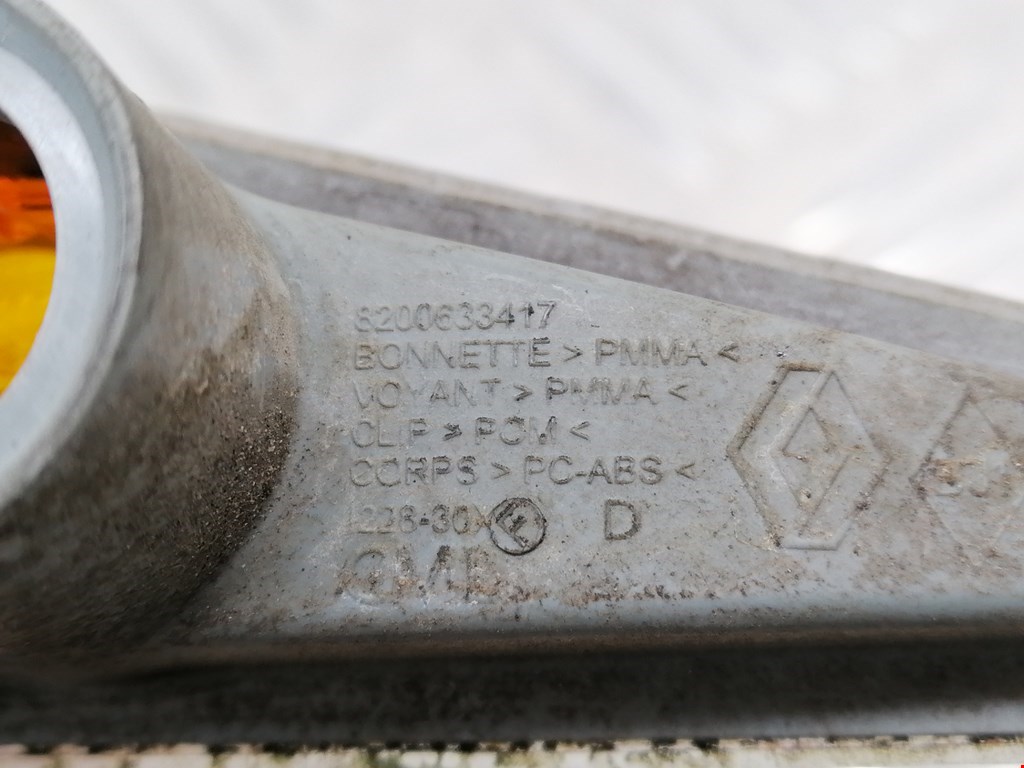 8200633417
BONNETTE > PMMA <
VOYANT > PMMA <
CLIP > POM <
CORPS > PC-ABS <
D